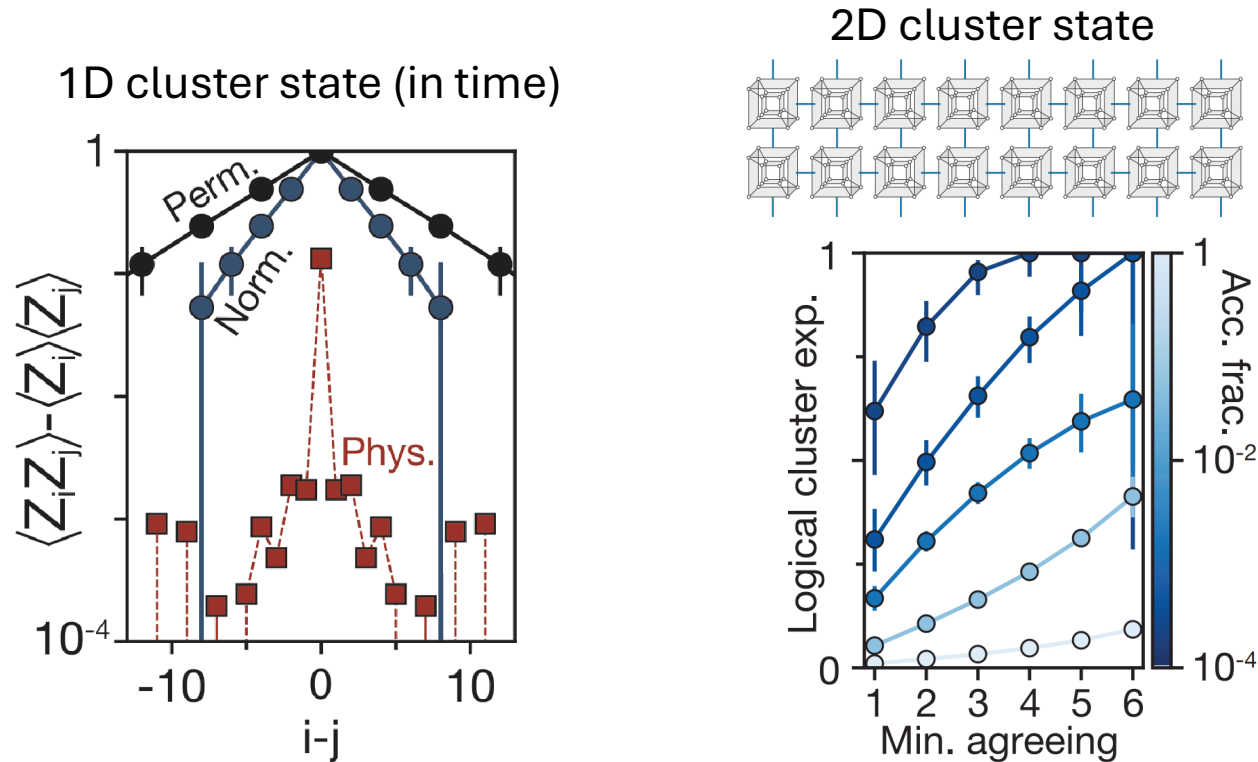 1D cluster state (in time)
1
10-4
⟨ZiZj⟩-⟨Zi⟩⟨Zj⟩
Perm.
Norm.
Phys.
-10 0 10
i-j
2D cluster state
1
0
Logical cluster exp.
1 2 3 4 5 6
Min. agreeing
1
10-2
10-4
Acc. frac.